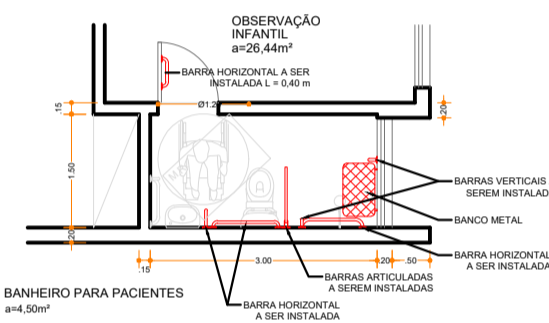 OBSERVAÇÃO
INFANTIL
a=26,44m²
BARRA HORIZONTAL A SER
INSTALADA L = 0,40 m
.15
.20
1.50
BARRAS VERTICAIS
SEREM INSTALAD
BANCO METAL
BARRA HORIZONTAL
A SER INSTALADA
.20
.15
3.00
.20
.50
BARRAS ARTICULADAS
A SEREM INSTALADAS
BANHEIRO PARA PACIENTES
a=4,50m²
BARRA HORIZONTAL
A SER INSTALADA